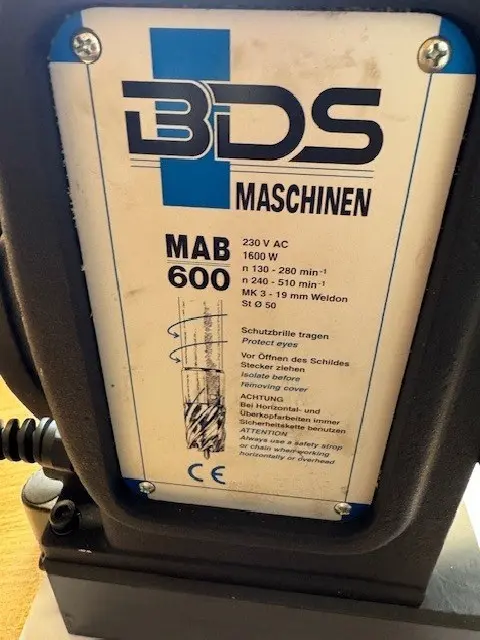 BDS
MASCHINEN
MAB
600
230 V AC
1600 W
n 130 - 280 min⁻¹
n 240 - 510 min⁻¹
MK 3 - 19 mm Weldon
St Ø 50
Schutzbrille tragen
Protect eyes
Vor Öffnen des Schildes
Stecker ziehen
Isolate before
removing cover
ACHTUNG
Bei Horizontal- und
Überkopfarbeiten immer
Sicherheitskette benutzen
ATTENTION
Always use a safety strop
or chain when working
horizontally or overhead
CE